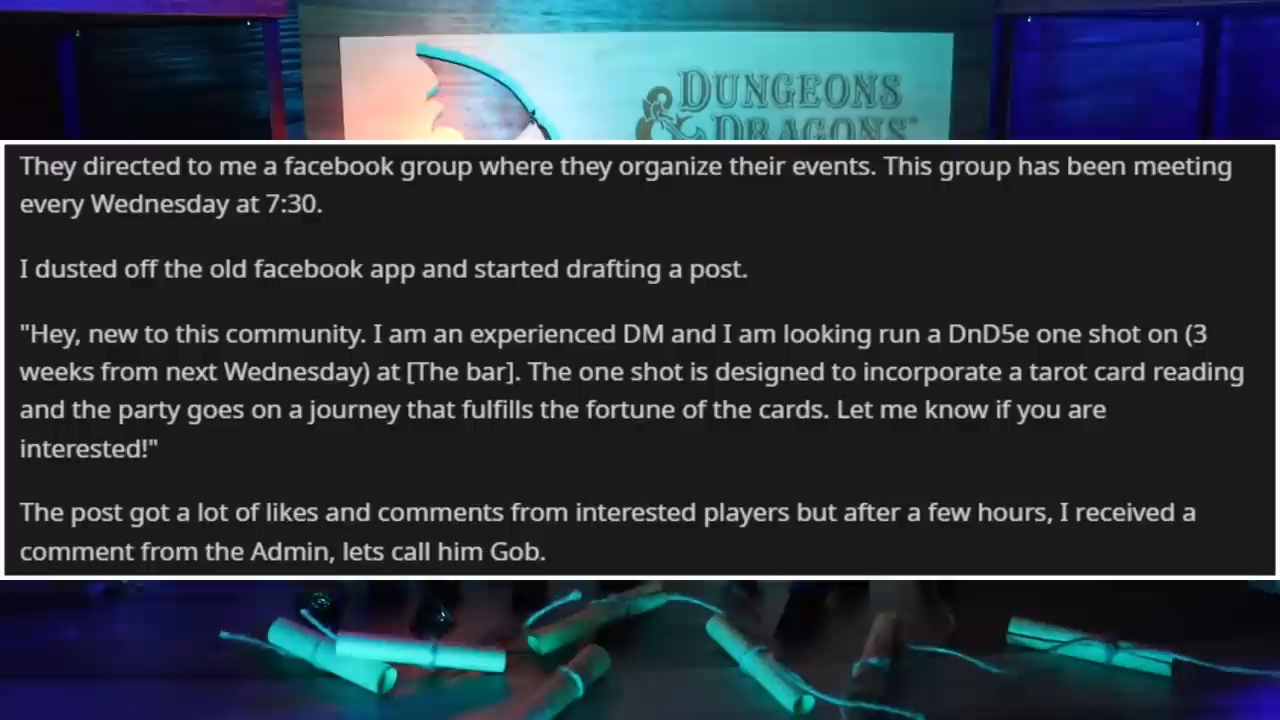 DUNGEONS
DRAGONS
They directed to me a facebook group where they organize their events. This group has been meeting
every Wednesday at 7:30.
I dusted off the old facebook app and started drafting a post.
"Hey, new to this community. I am an experienced DM and I am looking run a DnD5e one shot on (3
weeks from next Wednesday) at [The bar]. The one shot is designed to incorporate a tarot card reading
and the party goes on a journey that fulfills the fortune of the cards. Let me know if you are
interested!"
The post got a lot of likes and comments from interested players but after a few hours, I received a
comment from the Admin, lets call him Gob.